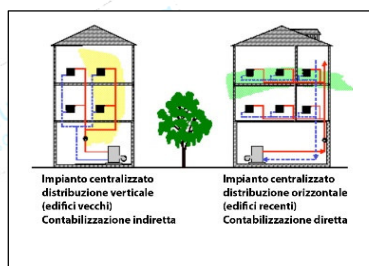 Impianto centralizzato
distribuzione verticale
(edifici vecchi)
Contabilizzazione indiretta
Impianto centralizzato
distribuzione orizzontale
(edifici recenti)
Contabilizzazione diretta